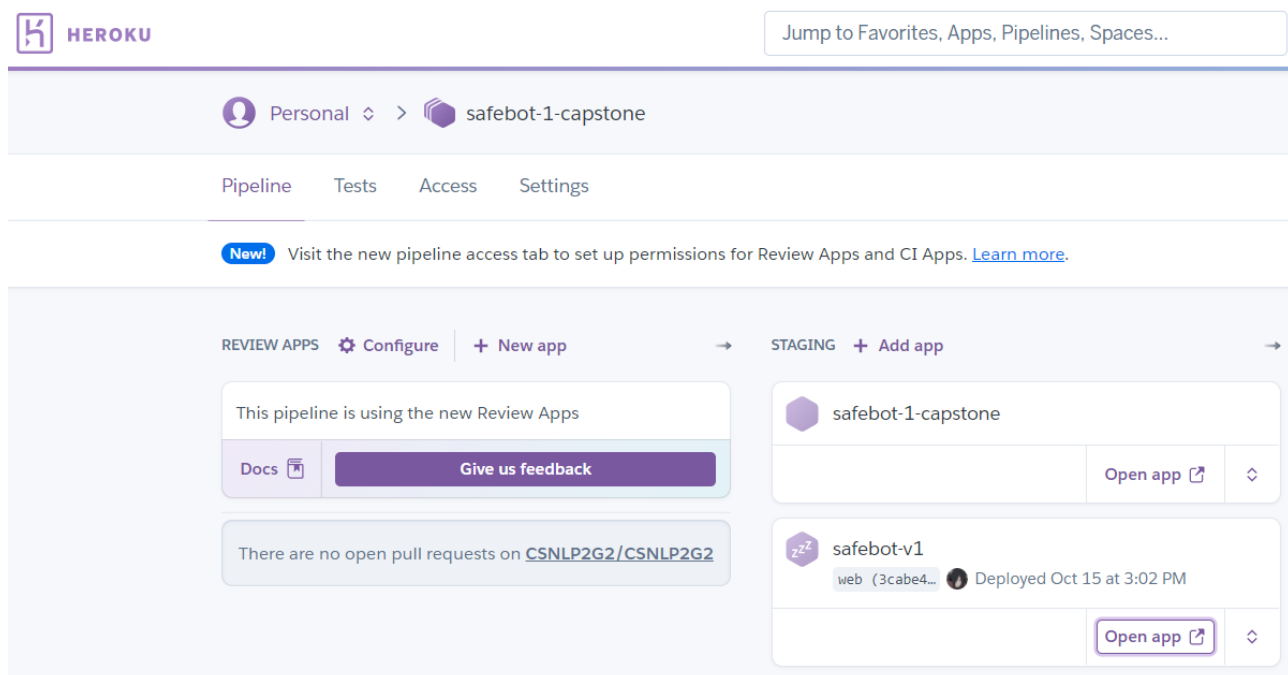 HEROKU
Jump to Favorites, Apps, Pipelines, Spaces...
Personal > safebot-1-capstone
Pipeline Tests Access Settings
New! Visit the new pipeline access tab to set up permissions for Review Apps and CI Apps. Learn more.
REVIEW APPS Configure + New app
This pipeline is using the new Review Apps
Docs Give us feedback
There are no open pull requests on CSNLP2G2/CSNLP2G2
STAGING + Add app
safebot-1-capstone
Open app
zzz safebot-v1
web (3cabe4… Deployed Oct 15 at 3:02 PM
Open app